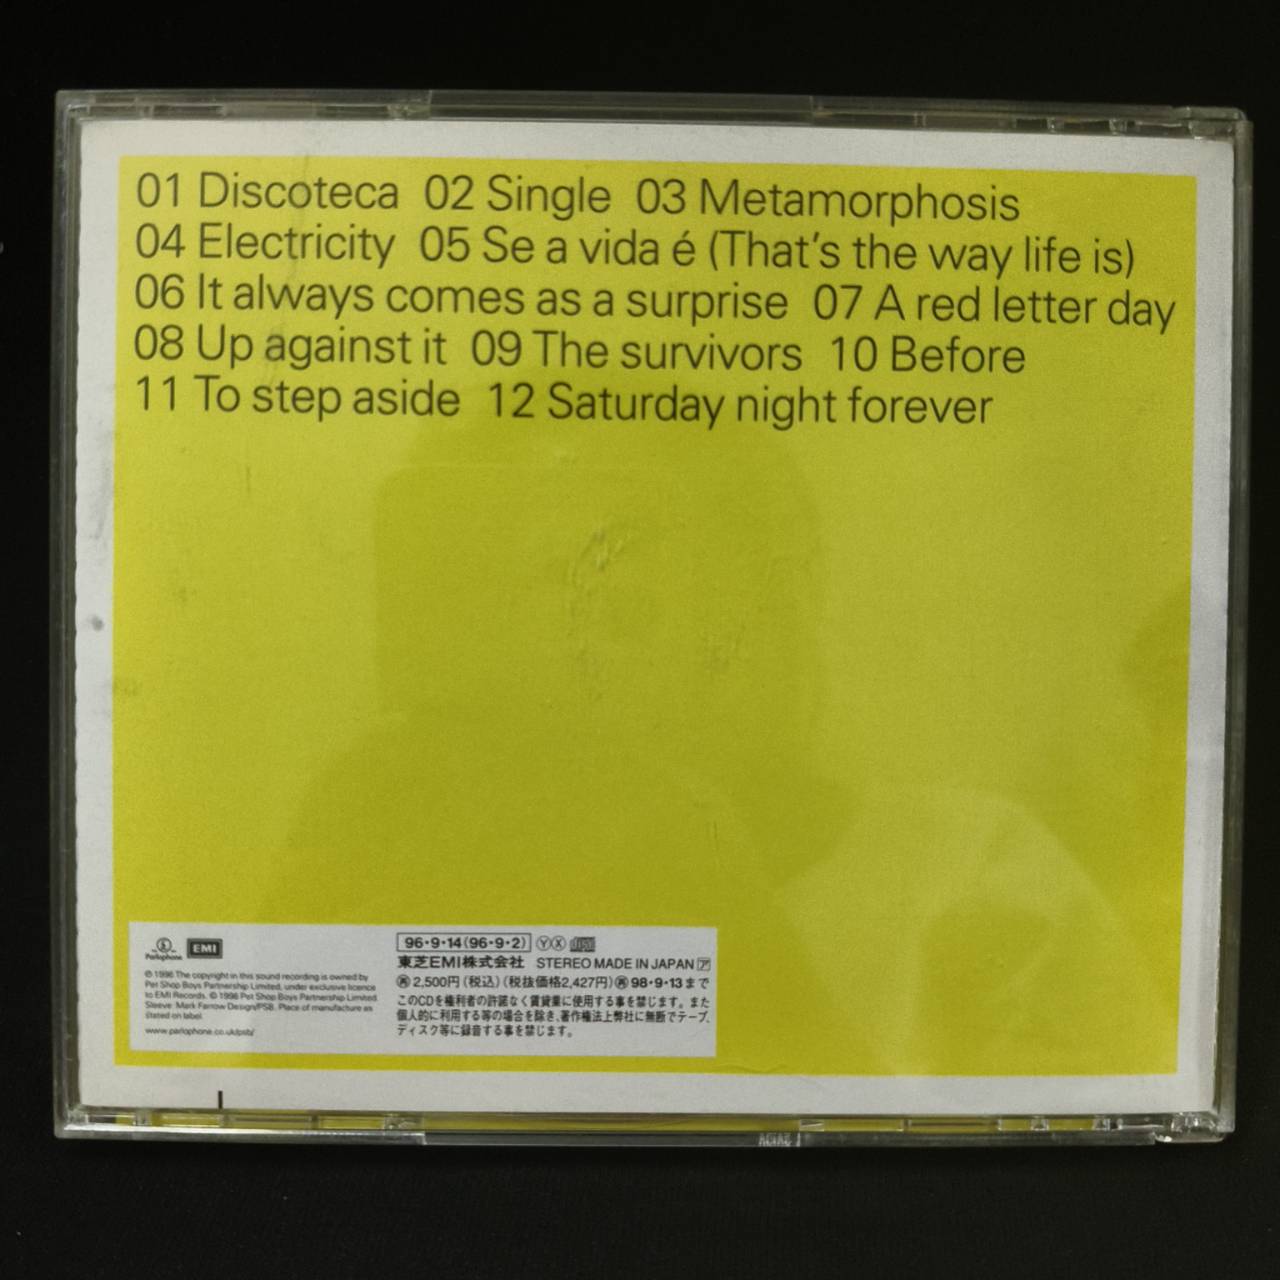 01 Discoteca 02 Single 03 Metamorphosis
04 Electricity 05 Se a vida é (That's the way life is)
06 It always comes as a surprise 07 A red letter day
08 Up against it 09 The survivors 10 Before
11 To step aside 12 Saturday night forever
Parlophone EMI
℗ 1996 The copyright in this sound recording is owned by
Pet Shop Boys Partnership Limited, under exclusive licence
to EMI Records. © 1996 Pet Shop Boys Partnership Limited.
Sleeve: Mark Farrow Design/PSB. Place of manufacture as
stated on label.
www.parlophone.co.uk/psb/
96·9·14(96·9·2) Ⓨ Ⓧ
東芝EMI株式会社 STEREO MADE IN JAPAN ア
㊑2,500円(税込)(税抜価格2,427円)㊑98·9·13まで
このCDを権利者の許諾なく賃貸業に使用する事を禁じます。また
個人的に利用する等の場合を除き、著作権法上弊社に無断でテープ、
ディスク等に録音する事を禁じます。